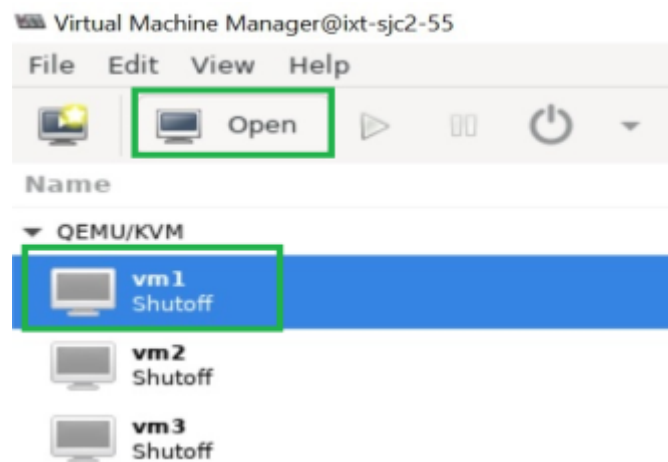 Virtual Machine Manager@ixt-sjc2-55
File Edit View Help
Open
Name
QEMU/KVM
vm1
Shutoff
vm2
Shutoff
vm3
Shutoff